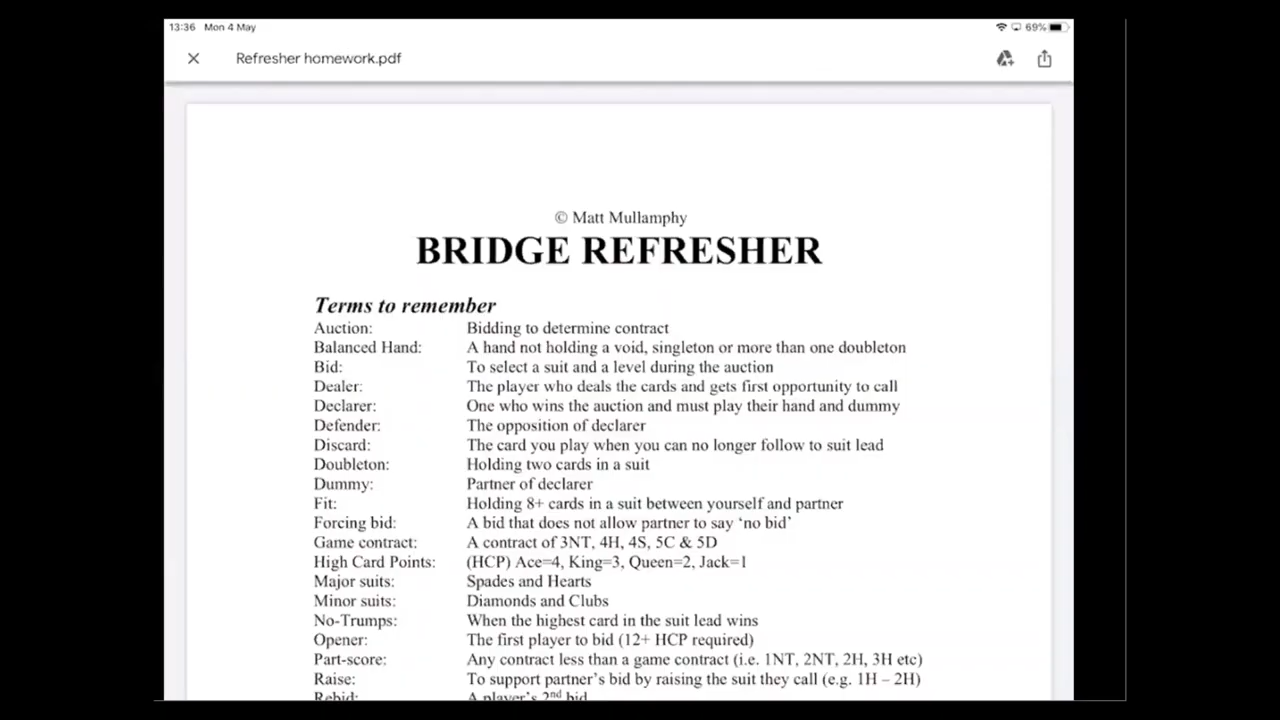 13:36 Mon 4 May 69%
Refresher homework.pdf
© Matt Mullamphy
BRIDGE REFRESHER
Terms to remember
Auction: Bidding to determine contract
Balanced Hand: A hand not holding a void, singleton or more than one doubleton
Bid: To select a suit and a level during the auction
Dealer: The player who deals the cards and gets first opportunity to call
Declarer: One who wins the auction and must play their hand and dummy
Defender: The opposition of declarer
Discard: The card you play when you can no longer follow to suit lead
Doubleton: Holding two cards in a suit
Dummy: Partner of declarer
Fit: Holding 8+ cards in a suit between yourself and partner
Forcing bid: A bid that does not allow partner to say ‘no bid’
Game contract: A contract of 3NT, 4H, 4S, 5C & 5D
High Card Points: (HCP) Ace=4, King=3, Queen=2, Jack=1
Major suits: Spades and Hearts
Minor suits: Diamonds and Clubs
No-Trumps: When the highest card in the suit lead wins
Opener: The first player to bid (12+ HCP required)
Part-score: Any contract less than a game contract (i.e. 1NT, 2NT, 2H, 3H etc)
Raise: To support partner’s bid by raising the suit they call (e.g. 1H – 2H)
Rebid: A player’s 2nd bid